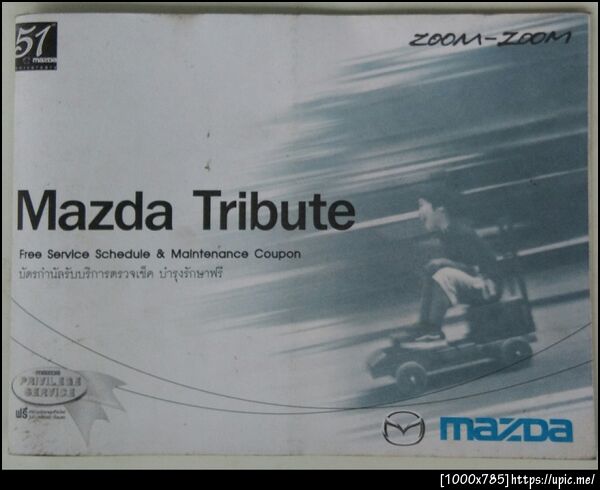 51
mazda
ZOOM-ZOOM
Mazda Tribute
Free Service Schedule & Maintenance Coupon
บัตรกำนัลรับบริการตรวจเช็ค บำรุงรักษาฟรี
mazda
PRIVILEGE
SERVICE
ฟรี
mazda
[1000x785]https://upic.me/